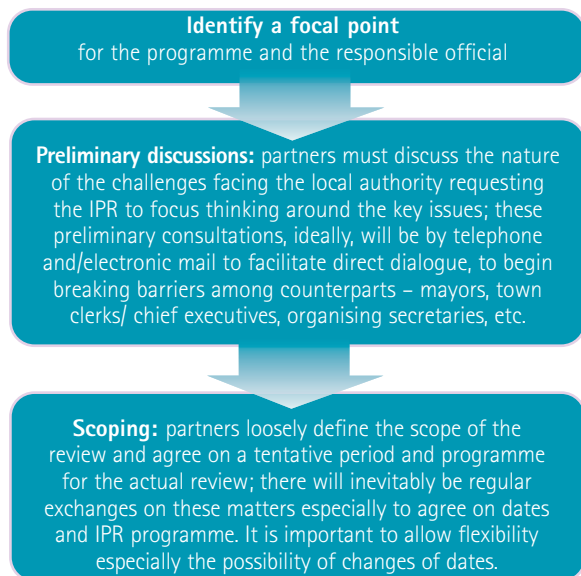 Identify a focal point
for the programme and the responsible official
Preliminary discussions: partners must discuss the nature
of the challenges facing the local authority requesting
the IPR to focus thinking around the key issues; these
preliminary consultations, ideally, will be by telephone
and/electronic mail to facilitate direct dialogue, to begin
breaking barriers among counterparts – mayors, town
clerks/ chief executives, organising secretaries, etc.
Scoping: partners loosely define the scope of the
review and agree on a tentative period and programme
for the actual review; there will inevitably be regular
exchanges on these matters especially to agree on dates
and IPR programme. It is important to allow flexibility
especially the possibility of changes of dates.